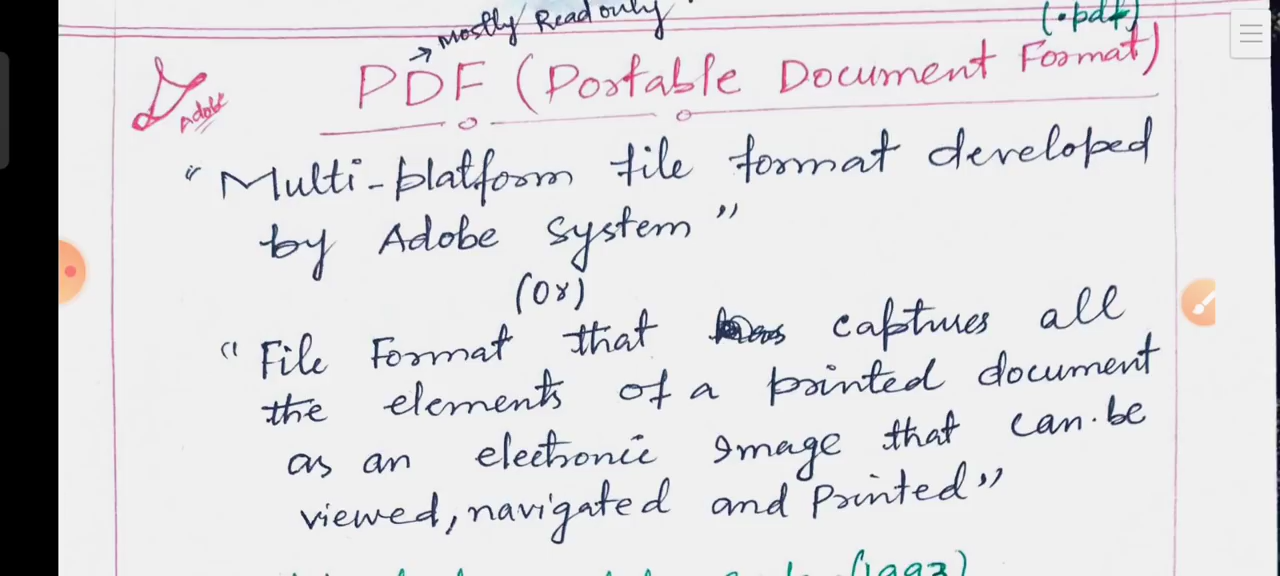 (.pdf)
→ Mostly Read only
PDF (Portable Document Format)
Adobe
"Multi-platform file format developed
by Adobe System"
(Or)
"File Format that captures all
the elements of a printed document
as an electronic Image that can be
viewed, navigated and Printed"
(1993)